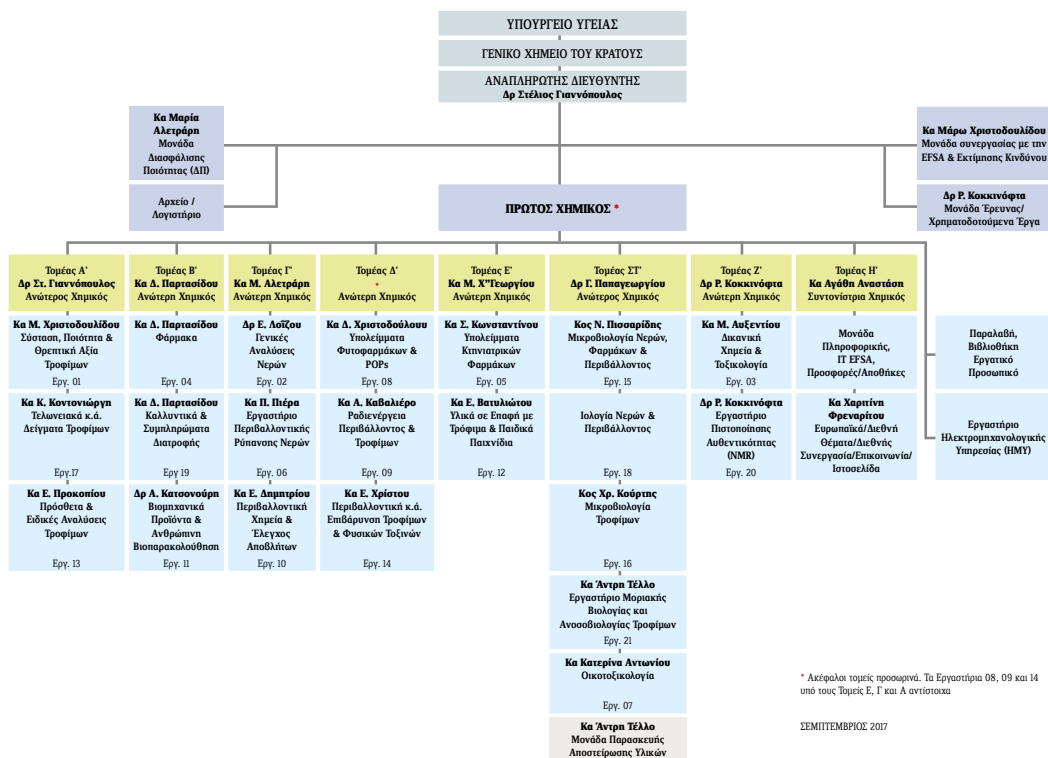 ΥΠΟΥΡΓΕΙΟ ΥΓΕΙΑΣ
ΓΕΝΙΚΟ ΧΗΜΕΙΟ ΤΟΥ ΚΡΑΤΟΥΣ
ΑΝΑΠΛΗΡΩΤΗΣ ΔΙΕΥΘΥΝΤΗΣ
Δρ Στέλιος Γιαννόπουλος
Κα Μαρία
Αλετράρη
Μονάδα
Διασφάλισης
Ποιότητας (ΔΠ)
Αρχείο /
Λογιστήριο
Κα Μάρω Χριστοδουλίδου
Μονάδα συνεργασίας με την
EFSA & Εκτίμησης Κινδύνου
Δρ Ρ. Κοκκινόφτα
Μονάδα Έρευνας/
Χρηματοδοτούμενα Έργα
ΠΡΩΤΟΣ ΧΗΜΙΚΟΣ *
Τομέας Α'
Δρ Στ. Γιαννόπουλος
Ανώτερος Χημικός
Κα Μ. Χριστοδουλίδου
Σύσταση, Ποιότητα &
Θρεπτική Αξία
Τροφίμων
Εργ. 01
Κα Κ. Κοντονιώργη
Τελωνειακά κ.ά.
Δείγματα Τροφίμων
Εργ.17
Κα Ε. Προκοπίου
Πρόσθετα &
Ειδικές Αναλύσεις
Τροφίμων
Εργ. 13
Τομέας Β'
Κα Δ. Παρτασίδου
Ανώτερη Χημικός
Κα Δ. Παρτασίδου
Φάρμακα
Εργ. 04
Κα Δ. Παρτασίδου
Καλλυντικά &
Συμπληρώματα
Διατροφής
Εργ 19
Δρ Α. Κατσονούρη
Βιομηχανικά
Προϊόντα &
Ανθρώπινη
Βιοπαρακολούθηση
Εργ. 11
Τομέας Γ'
Κα Μ. Αλετράρη
Ανώτερη Χημικός
Δρ Ε. Λοΐζου
Γενικές
Αναλύσεις
Νερών
Εργ. 02
Κα Π. Πιέρα
Εργαστήριο
Περιβαλλοντικής
Ρύπανσης Νερών
Εργ. 06
Κα Ε. Δημητρίου
Περιβαλλοντική
Χημεία &
Έλεγχος
Αποβλήτων
Εργ. 10
Τομέας Δ'
*
Ανώτερη Χημικός
Κα Δ. Χριστοδούλουυ
Υπολείμματα
Φυτοφαρμάκων &
POPs
Εργ. 08
Κα Α. Καβαλιέρο
Ραδιενέργεια
Περιβάλλοντος &
Τροφίμων
Εργ. 09
Κα Ε. Χρίστου
Περιβαλλοντική κ.ά.
Επιβάρυνση Τροφίμων
& Φυσικών Τοξινών
Εργ. 14
Τομέας Ε'
Κα Μ. Χ"Γεωργίου
Ανώτερη Χημικός
Κα Σ. Κωνσταντίνου
Υπολείμματα
Κτηνιατρικών
Φαρμάκων
Εργ. 05
Κα Ε. Βατυλιώτου
Υλικά σε Επαφή με
Τρόφιμα & Παιδικά
Παιχνίδια
Εργ. 12
Τομέας ΣΤ'
Δρ Γ. Παπαγεωργίου
Ανώτερος Χημικός
Κος Ν. Πισσαρίδης
Μικροβιολογία Νερών,
Φαρμάκων &
Περιβάλλοντος
Εργ. 15
Ιολογία Νερών &
Περιβάλλοντος
Εργ. 18
Κος Χρ. Κούρτης
Μικροβιολογία
Τροφίμων
Εργ. 16
Κα Άντρη Τέλλο
Εργαστήριο Μοριακής
Βιολογίας και
Ανοσοβιολογίας Τροφίμων
Εργ. 21
Κα Κατερίνα Αντωνίου
Οικοτοξικολογία
Εργ. 07
Κα Άντρη Τέλλο
Μονάδα Παρασκευής
Αποστείρωσης Υλικών
Τομέας Ζ'
Δρ Ρ. Κοκκινόφτα
Ανώτερη Χημικός
Κα Μ. Αυξεντίου
Δικανική
Χημεία &
Τοξικολογία
Εργ. 03
Δρ Ρ. Κοκκινόφτα
Εργαστήριο
Πιστοποίησης
Αυθεντικότητας
(NMR)
Εργ. 20
Τομέας Η'
Κα Αγάθη Αναστάση
Συντονίστρια Χημικός
Μονάδα
Πληροφορικής,
IT EFSA,
Προσφορές/Αποθήκες
Κα Χαριτίνη
Φρεναρίτου
Ευρωπαϊκά/Διεθνή
Θέματα/Διεθνής
Συνεργασία/Επικοινωνία/
Ιστοσελίδα
Παραλαβή,
Βιβλιοθήκη
Εργατικό
Προσωπικό
Εργαστήριο
Ηλεκτρομηχανολογικής
Υπηρεσίας (ΗΜΥ)
* Ακέφαλοι τομείς προσωρινά. Τα Εργαστήρια 08, 09 και 14
υπό τους Τομείς Ε, Γ και Α αντίστοιχα
ΣΕΜΠΤΕΜΒΡΙΟΣ 2017